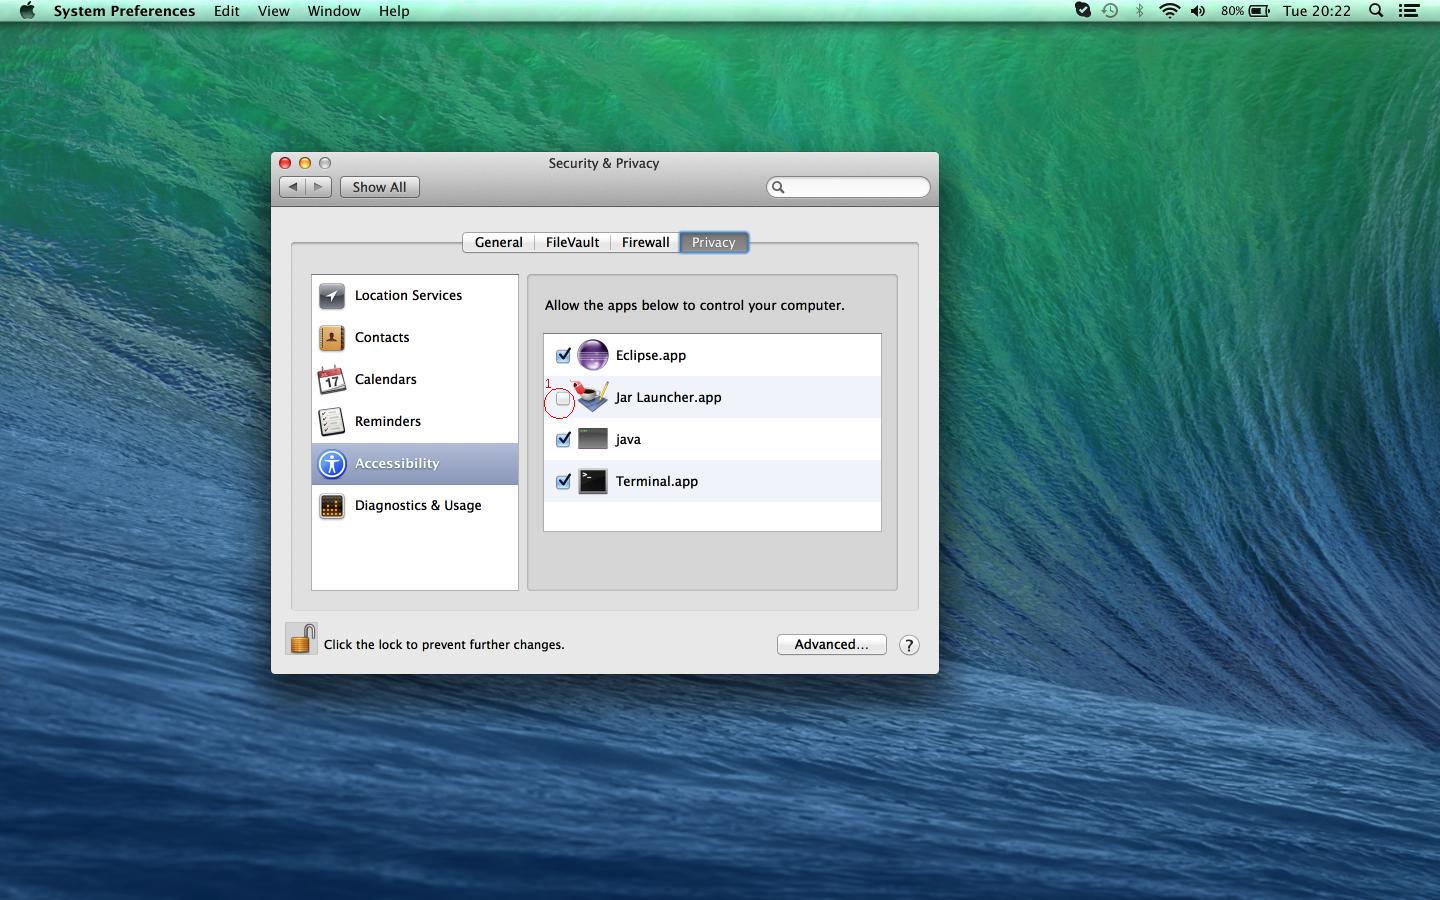 System Preferences Edit View Window Help 80% Tue 20:22
Security & Privacy
Show All
General FileVault Firewall Privacy
Location Services
Contacts
17 Calendars
Reminders
Accessibility
Diagnostics & Usage
Allow the apps below to control your computer.
Eclipse.app
1
Jar Launcher.app
java
>_ Terminal.app
Click the lock to prevent further changes.
Advanced... ?